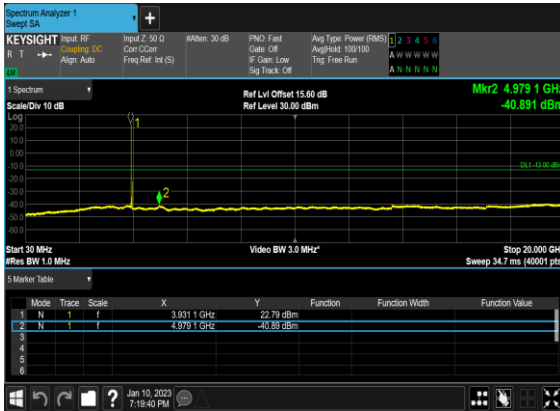 Spectrum Analyzer 1
Swept SA
+
KEYSIGHT
R T
Input: RF
Coupling: DC
Align: Auto
Input Z: 50 Ω
Corr CCorr
Freq Ref: Int (S)
#Atten: 30 dB
PNO: Fast
Gate: Off
IF Gain: Low
Sig Track: Off
Avg Type: Power (RMS)
Avg|Hold: 100/100
Trig: Free Run
1 2 3 4 5 6
A W W W W W
A N N N N N
1 Spectrum
Scale/Div 10 dB
Ref Lvl Offset 15.60 dB
Ref Level 30.00 dBm
Mkr2 4.979 1 GHz
-40.891 dBm
Log
20.0
10.0
0.00
-10.0
-20.0
-30.0
-40.0
-50.0
-60.0
1
2
DL1 -13.00 dBm
Start 30 MHz
#Res BW 1.0 MHz
Video BW 3.0 MHz*
Stop 20.000 GHz
Sweep 34.7 ms (40001 pts)
5 Marker Table
Mode Trace Scale X Y Function Function Width Function Value
1 N 1 f 3.931 1 GHz 22.79 dBm
2 N 1 f 4.979 1 GHz -40.89 dBm
3
4
5
6
?
Jan 10, 2023
7:19:40 PM